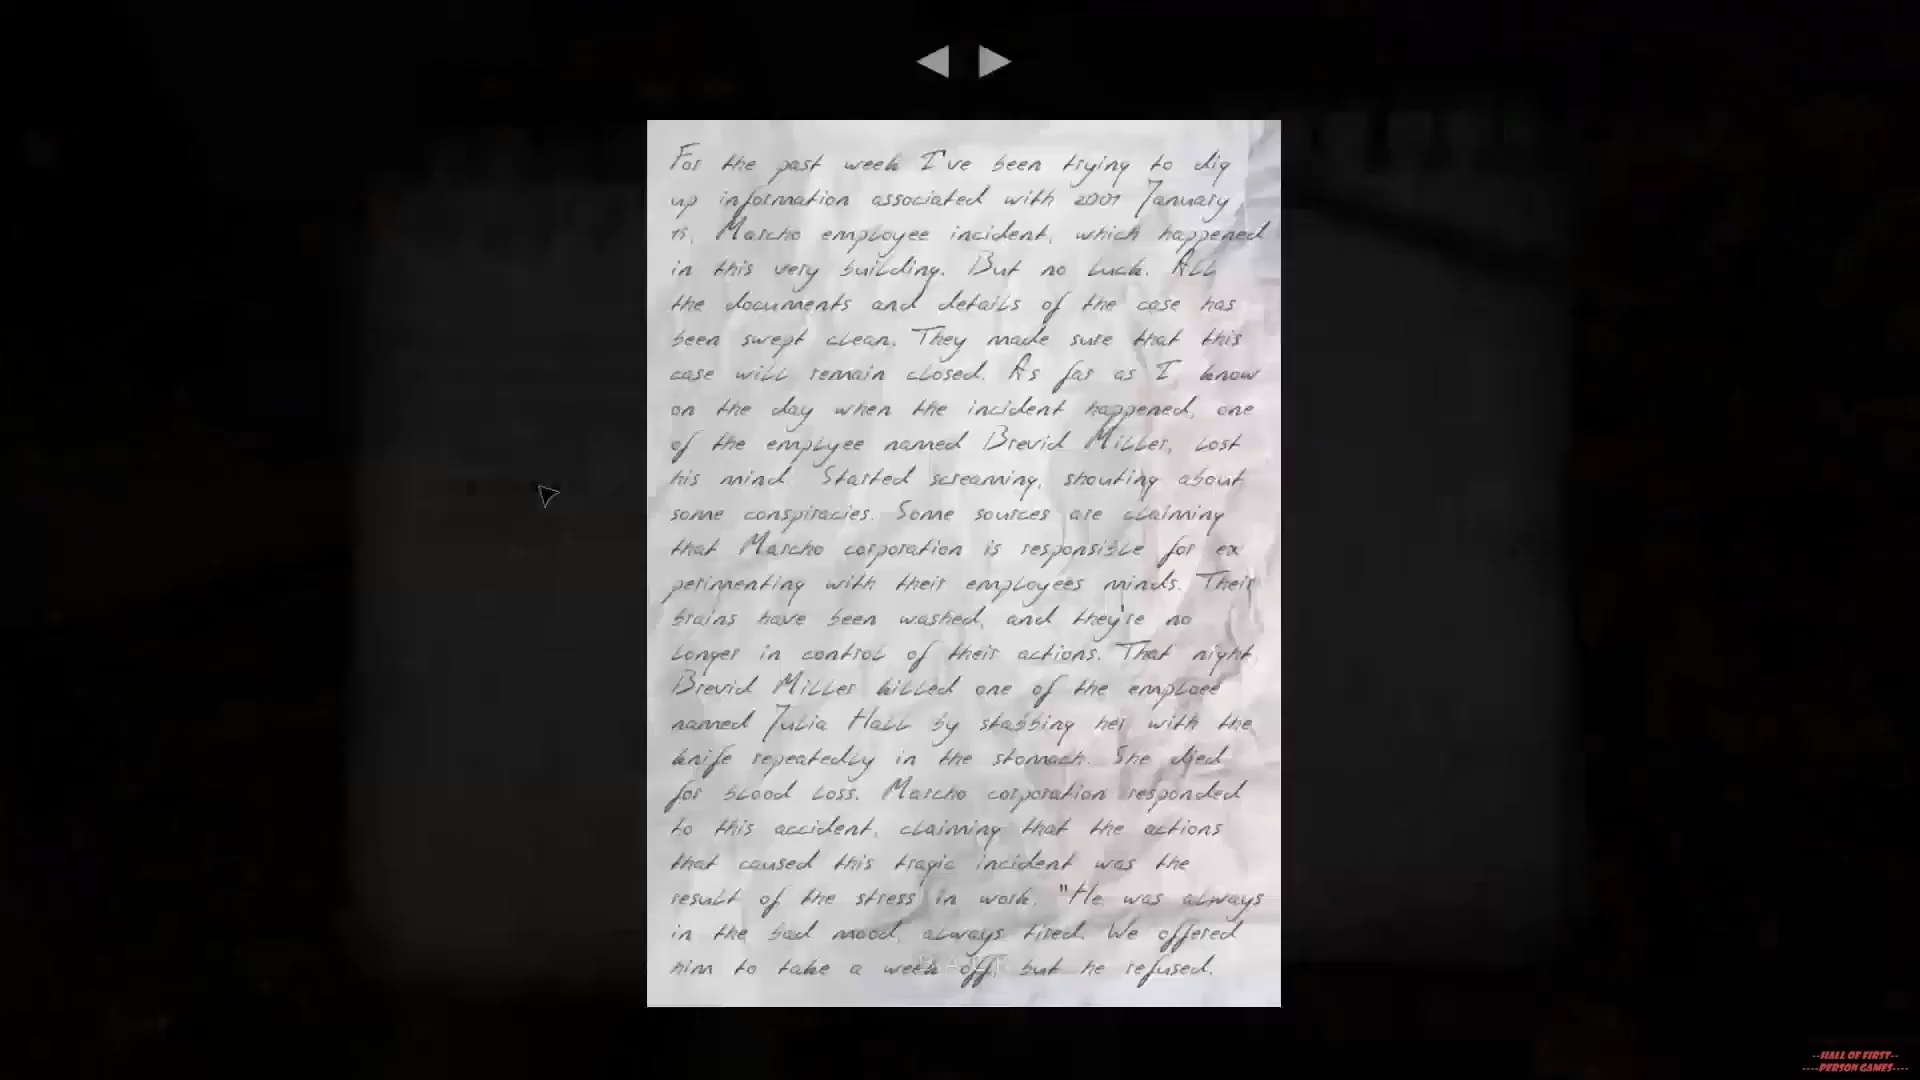 For the past week I've been trying to dig
up information associated with 2001 January
15, Marcho employee incident, which happened
in this very building. But no luck. All
the documents and details of the case has
been swept clean. They made sure that this
case will remain closed. As far as I know
on the day when the incident happened, one
of the emplyee named Brevid Miller, lost
his mind. Started screaming, shouting about
some conspiracies. Some sources are claiming
that Marcho corporation is responsible for ex
perimenting with their employees minds. Their
brains have been washed, and they're no
longer in control of their actions. That night,
Brevid Miller killed one of the emploee
named Julia Hall by stabbing her with the
knife repeatedly in the stomach. She died
for blood loss. Marcho corporation responded
to this accident, claiming that the actions
that caused this tragic incident was the
result of the stress in work. "He was always
in the bad mood, always tired. We offered
him to take a week off, but he refused.
--HALL OF FIRST--
----PERSON GAMES----